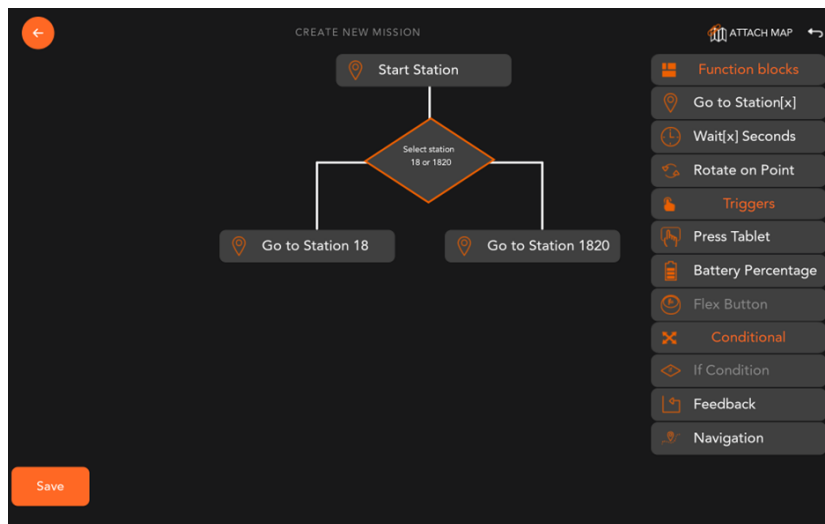 CREATE NEW MISSION
ATTACH MAP
Start Station
Select station
18 or 1820
Go to Station 18
Go to Station 1820
Function blocks
Go to Station[x]
Wait[x] Seconds
Rotate on Point
Triggers
Press Tablet
Battery Percentage
Flex Button
Conditional
If Condition
Feedback
Navigation
Save